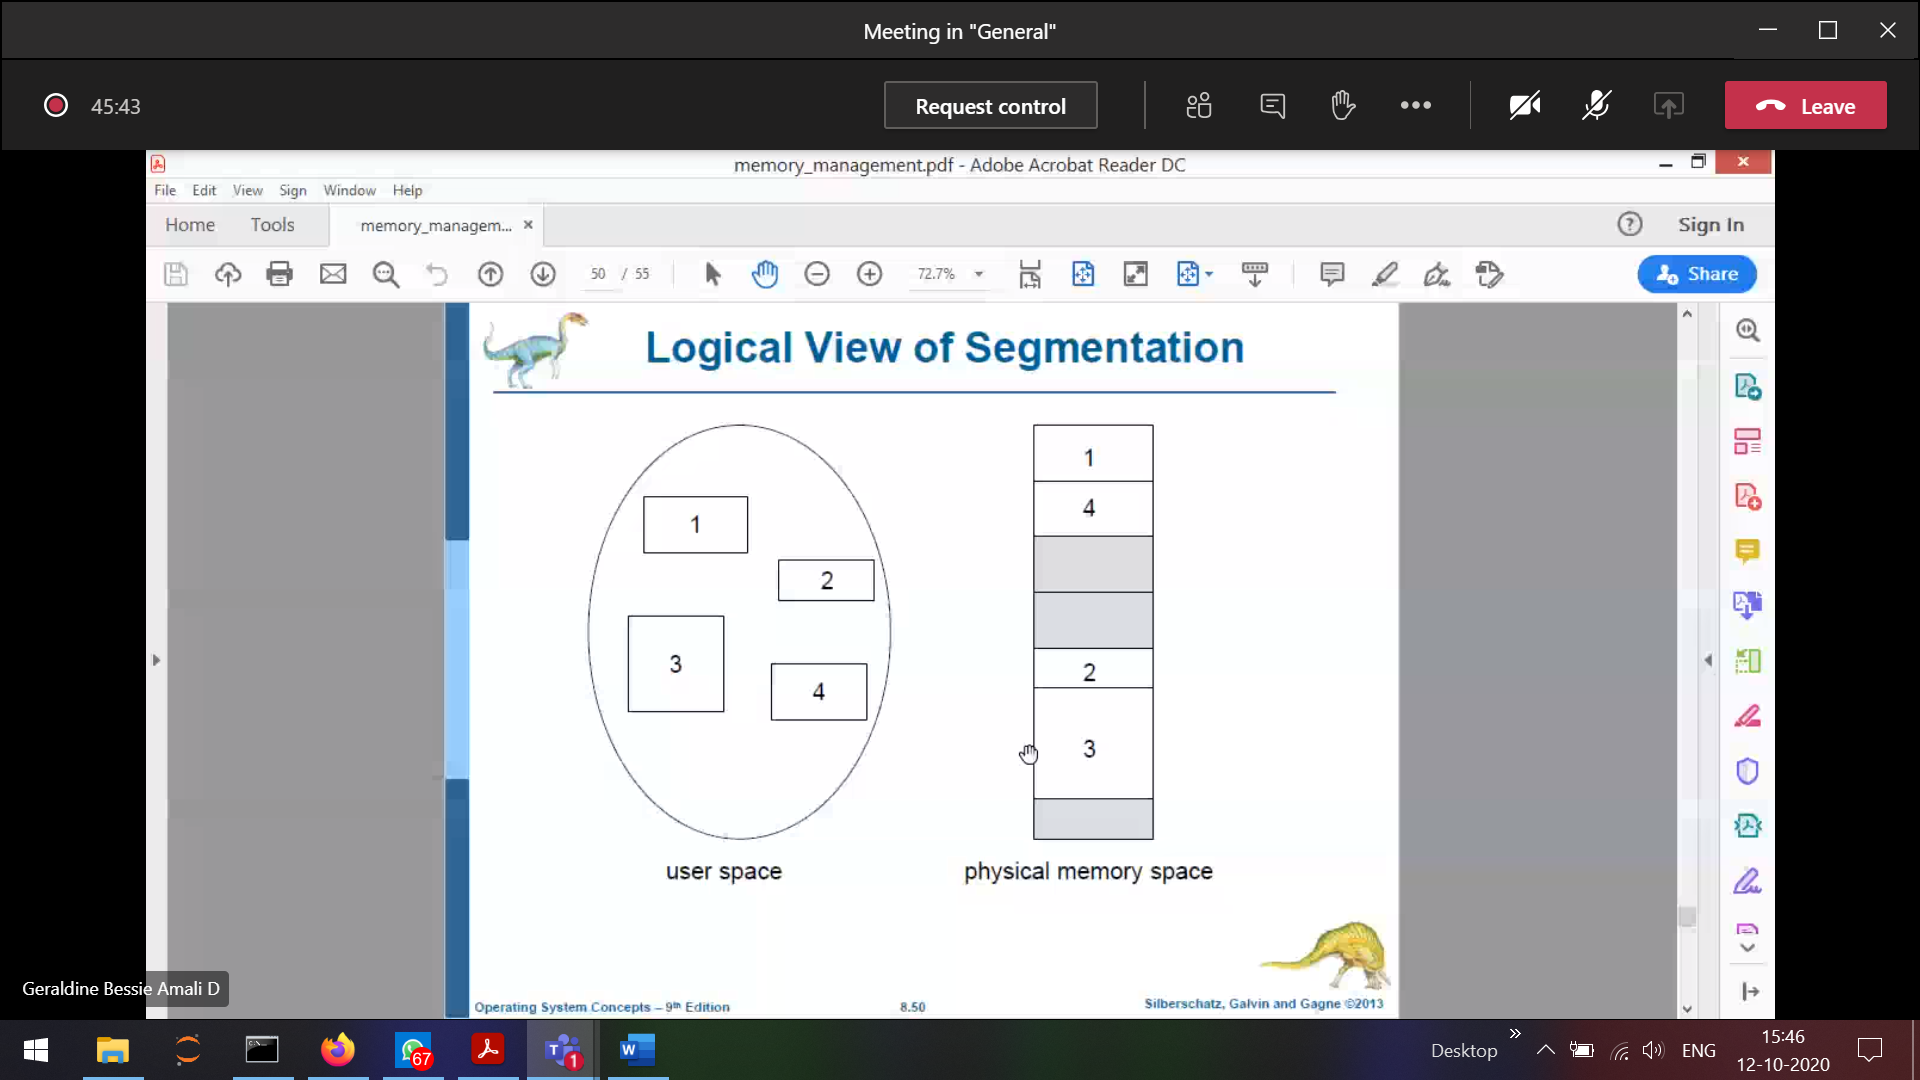 Meeting in "General"
45:43
Request control
Leave
memory_management.pdf - Adobe Acrobat Reader DC
File Edit View Sign Window Help
Home Tools memory_managem... ×
Sign In
50 / 55
72.7%
Share
Logical View of Segmentation
1
2
3
4
user space
1
4
2
3
physical memory space
Geraldine Bessie Amali D
Operating System Concepts – 9th Edition
8.50
Silberschatz, Galvin and Gagne ©2013
67
1
Desktop
ENG
15:46
12-10-2020